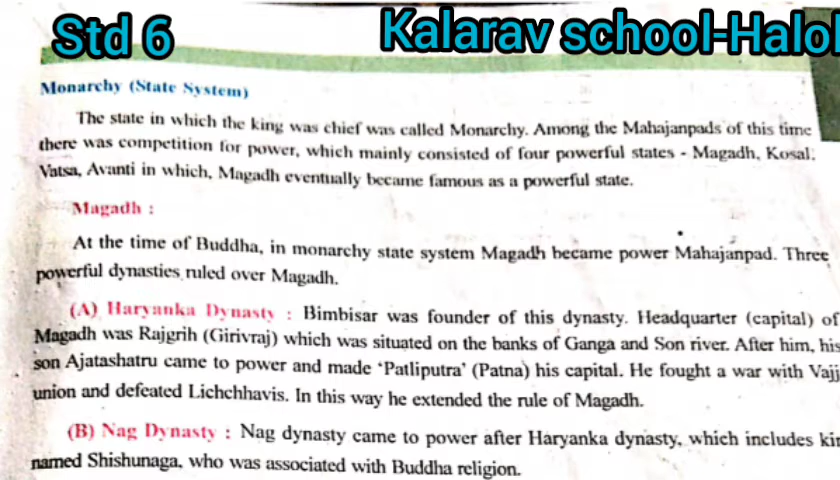 Std 6
Kalarav school-Halol
Monarchy (State System)
The state in which the king was chief was called Monarchy. Among the Mahajanpads of this time
there was competition for power, which mainly consisted of four powerful states - Magadh, Kosal,
Vatsa, Avanti in which, Magadh eventually became famous as a powerful state.
Magadh :
At the time of Buddha, in monarchy state system Magadh became power Mahajanpad. Three
powerful dynasties ruled over Magadh.
(A) Haryanka Dynasty : Bimbisar was founder of this dynasty. Headquarter (capital) of
Magadh was Rajgrih (Girivraj) which was situated on the banks of Ganga and Son river. After him, his
son Ajatashatru came to power and made 'Patliputra' (Patna) his capital. He fought a war with Vajj
union and defeated Lichchhavis. In this way he extended the rule of Magadh.
(B) Nag Dynasty : Nag dynasty came to power after Haryanka dynasty, which includes kin
named Shishunaga, who was associated with Buddha religion.